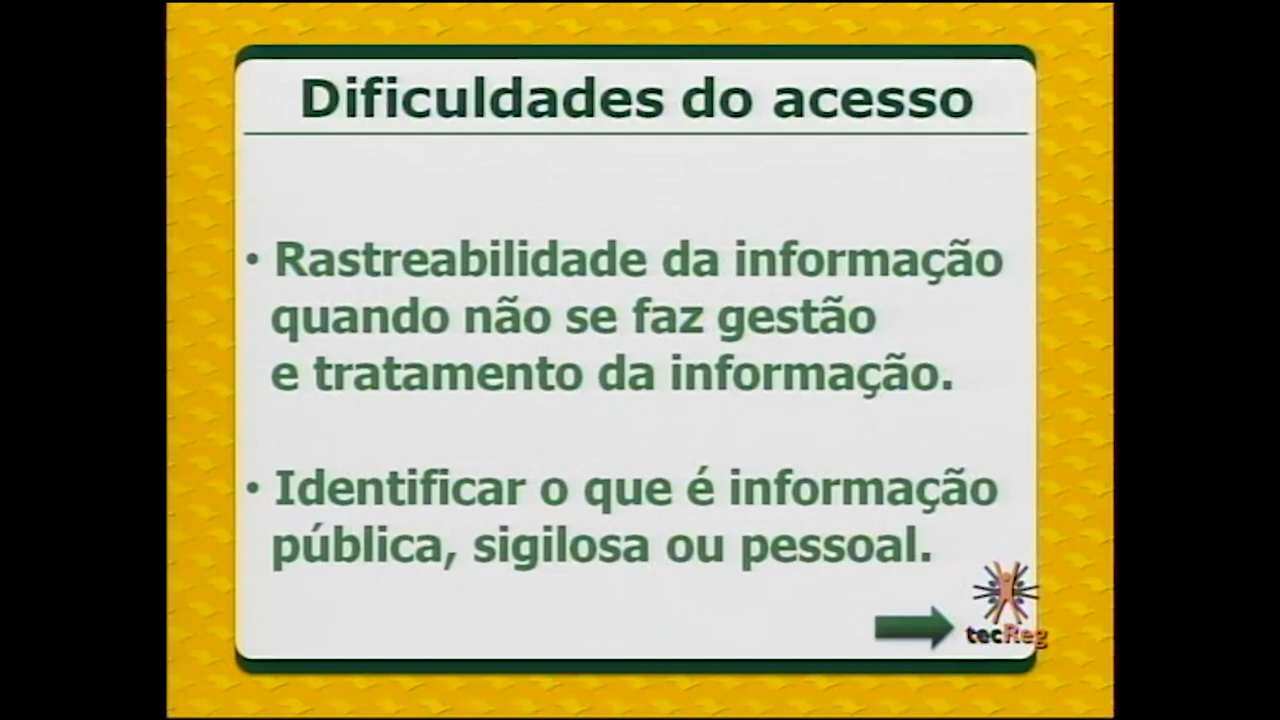 Dificuldades do acesso
• Rastreabilidade da informação
quando não se faz gestão
e tratamento da informação.
• Identificar o que é informação
pública, sigilosa ou pessoal.
tecReg